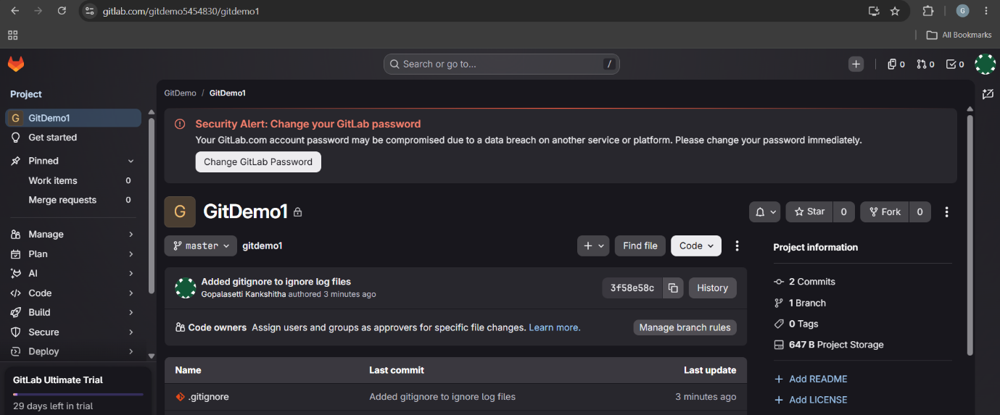 gitlab.com/gitdemo5454830/gitdemo1
G
All Bookmarks
Search or go to...
/
0
0
0
Project
G GitDemo1
Get started
Pinned
Work items 0
Merge requests 0
Manage
Plan
AI
Code
Build
Secure
Deploy
GitLab Ultimate Trial
29 days left in trial
GitDemo / GitDemo1
Security Alert: Change your GitLab password
Your GitLab.com account password may be compromised due to a data breach on another service or platform. Please change your password immediately.
Change GitLab Password
G GitDemo1
Star 0
Fork 0
master gitdemo1
+ Find file Code
Added gitignore to ignore log files
Gopalasetti Kankshitha authored 3 minutes ago
3f58e58c
History
Code owners Assign users and groups as approvers for specific file changes. Learn more.
Manage branch rules
Name Last commit Last update
.gitignore Added gitignore to ignore log files 3 minutes ago
Project information
2 Commits
1 Branch
0 Tags
647 B Project Storage
+ Add README
+ Add LICENSE